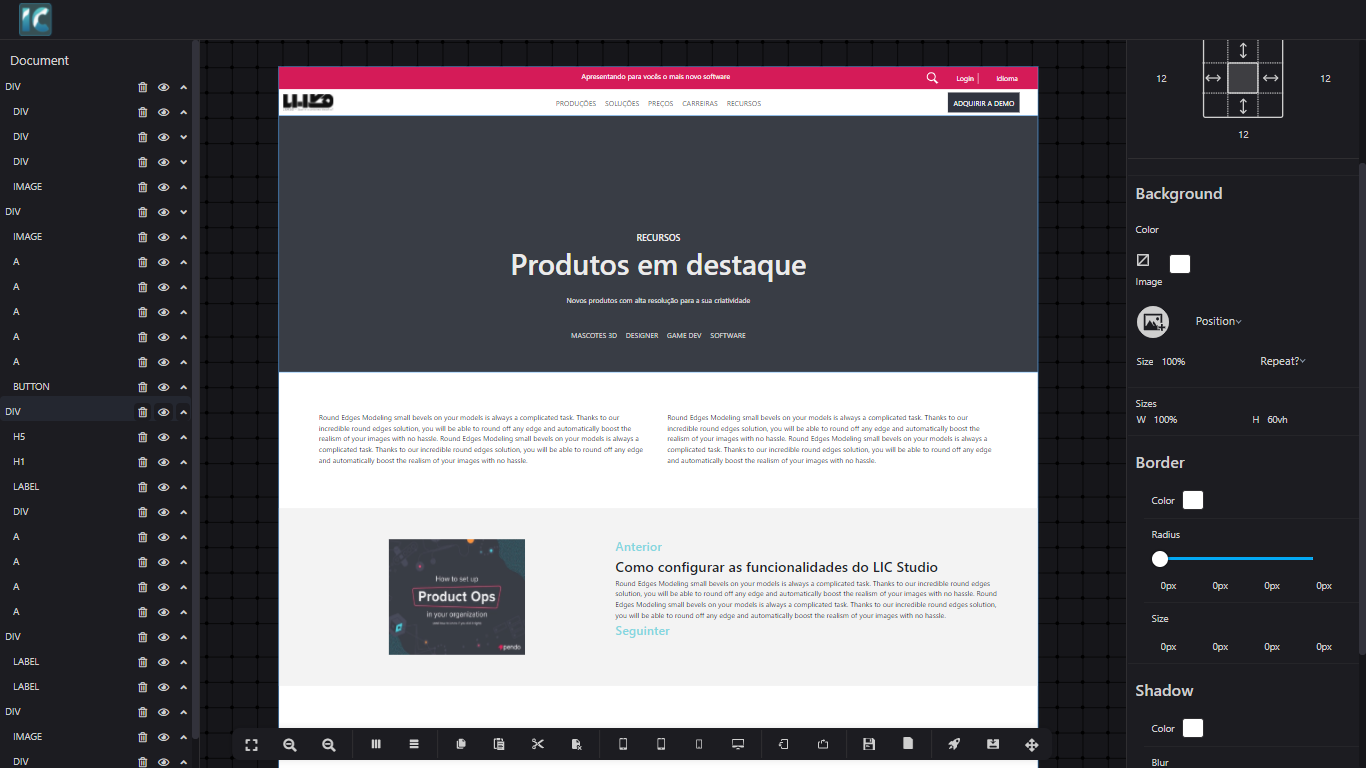 IC
Document
DIV
DIV
DIV
DIV
IMAGE
DIV
IMAGE
A
A
A
A
A
BUTTON
DIV
H5
H1
LABEL
DIV
A
A
A
A
DIV
LABEL
LABEL
DIV
IMAGE
DIV
Apresentando para vocês o mais novo software
Login |
Idioma
PRODUÇÕES SOLUÇÕES PREÇOS CARREIRAS RECURSOS
ADQUIRIR A DEMO
RECURSOS
Produtos em destaque
Novos produtos com alta resolução para a sua criatividade
MASCOTES 3D DESIGNER GAME DEV SOFTWARE
Round Edges Modeling small bevels on your models is always a complicated task. Thanks to our
incredible round edges solution, you will be able to round off any edge and automatically boost the
realism of your images with no hassle. Round Edges Modeling small bevels on your models is always a
complicated task. Thanks to our incredible round edges solution, you will be able to round off any edge
and automatically boost the realism of your images with no hassle.
Round Edges Modeling small bevels on your models is always a complicated task. Thanks to our
incredible round edges solution, you will be able to round off any edge and automatically boost the
realism of your images with no hassle. Round Edges Modeling small bevels on your models is always a
complicated task. Thanks to our incredible round edges solution, you will be able to round off any edge
and automatically boost the realism of your images with no hassle.
How to set up
Product Ops
in your organization
pendo
Anterior
Como configurar as funcionalidades do LIC Studio
Round Edges Modeling small bevels on your models is always a complicated task. Thanks to our incredible round edges
solution, you will be able to round off any edge and automatically boost the realism of your images with no hassle. Round
Edges Modeling small bevels on your models is always a complicated task. Thanks to our incredible round edges solution,
you will be able to round off any edge and automatically boost the realism of your images with no hassle.
Seguinter
12
12
12
Background
Color
Image
Position
Size 100%
Repeat?
Sizes
W 100%
H 60vh
Border
Color
Radius
0px 0px 0px 0px
Size
0px 0px 0px 0px
Shadow
Color
Blur